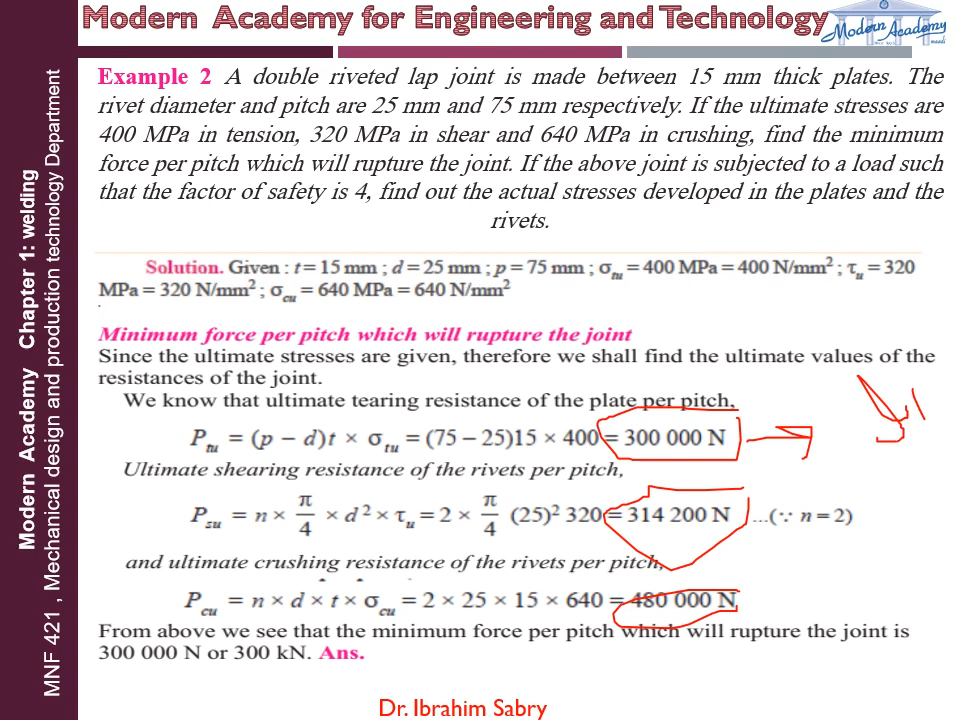 Modern Academy for Engineering and Technology
Modern Academy
maadi
Modern Academy Chapter 1: welding
MNF 421 , Mechanical design and production technology Department
Example 2 A double riveted lap joint is made between 15 mm thick plates. The
rivet diameter and pitch are 25 mm and 75 mm respectively. If the ultimate stresses are
400 MPa in tension, 320 MPa in shear and 640 MPa in crushing, find the minimum
force per pitch which will rupture the joint. If the above joint is subjected to a load such
that the factor of safety is 4, find out the actual stresses developed in the plates and the
rivets.
Solution. Given : t = 15 mm ; d = 25 mm ; p = 75 mm ; σtu = 400 MPa = 400 N/mm² ; τu = 320
MPa = 320 N/mm² ; σcu = 640 MPa = 640 N/mm²
Minimum force per pitch which will rupture the joint
Since the ultimate stresses are given, therefore we shall find the ultimate values of the
resistances of the joint.
We know that ultimate tearing resistance of the plate per pitch,
Ptu = (p – d)t × σtu = (75 – 25)15 × 400 = 300 000 N
Ultimate shearing resistance of the rivets per pitch,
Psu = n × π/4 × d² × τu = 2 × π/4 (25)² 320 = 314 200 N ...(∵ n = 2)
and ultimate crushing resistance of the rivets per pitch,
Pcu = n × d × t × σcu = 2 × 25 × 15 × 640 = 480 000 N
From above we see that the minimum force per pitch which will rupture the joint is
300 000 N or 300 kN. Ans.
Dr. Ibrahim Sabry